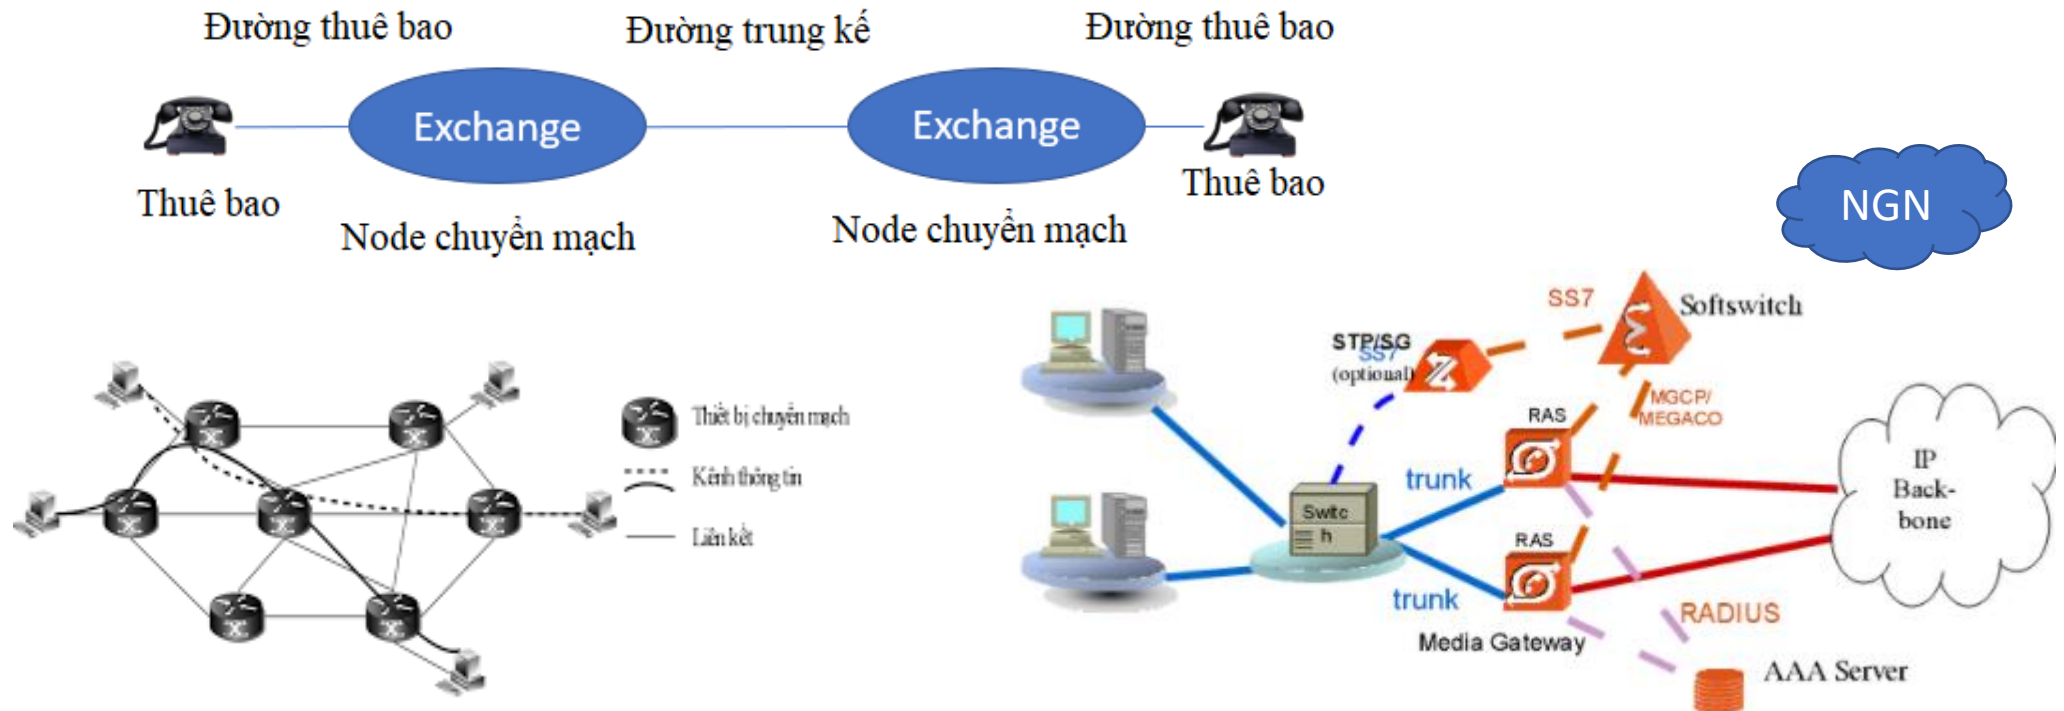 Đường thuê bao
Đường trung kế
Đường thuê bao
Exchange
Exchange
Thuê bao
Thuê bao
Node chuyển mạch
Node chuyển mạch
NGN
Thiết bị chuyển mạch
Kênh thông tin
Liên kết
SS7
Softswitch
STP/SG
SS7
(optional)
MGCP/
MEGACO
RAS
trunk
IP
Back-
bone
Switc
h
RAS
trunk
Media Gateway
RADIUS
AAA Server